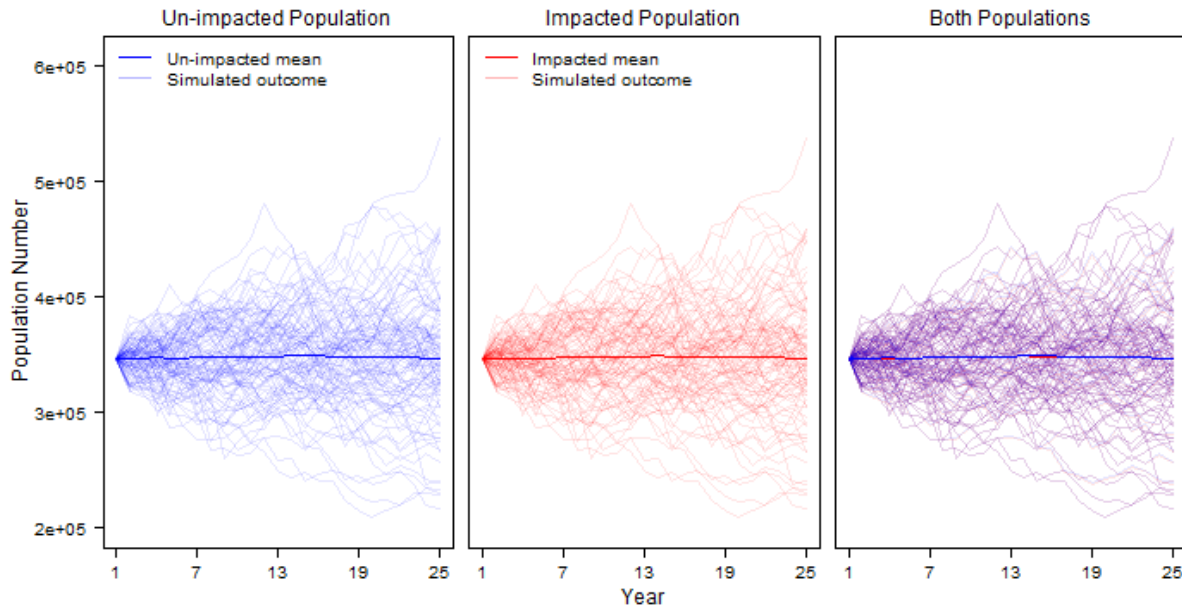 Un-impacted Population
Impacted Population
Both Populations
Un-impacted mean
Simulated outcome
Impacted mean
Simulated outcome
Population Number
6e+05
5e+05
4e+05
3e+05
2e+05
1 7 13 19 25
1 7 13 19 25
1 7 13 19 25
Year